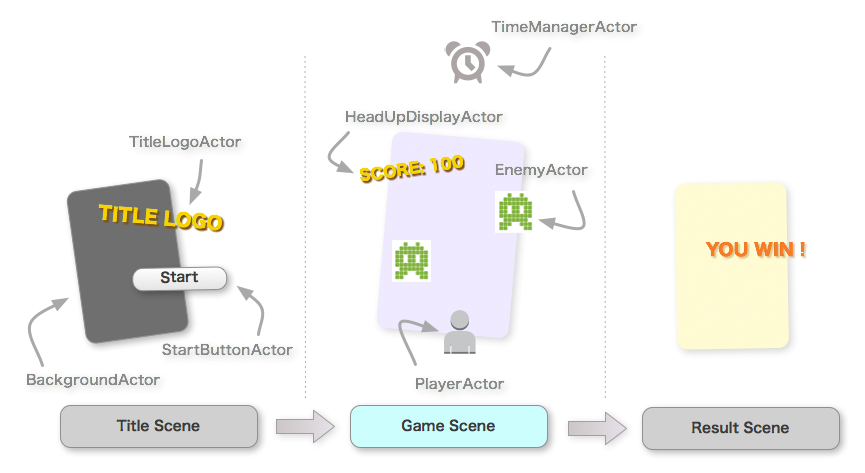 TimeManagerActor
HeadUpDisplayActor
TitleLogoActor
SCORE: 100
EnemyActor
TITLE LOGO
YOU WIN !
Start
StartButtonActor
BackgroundActor
PlayerActor
Title Scene
Game Scene
Result Scene